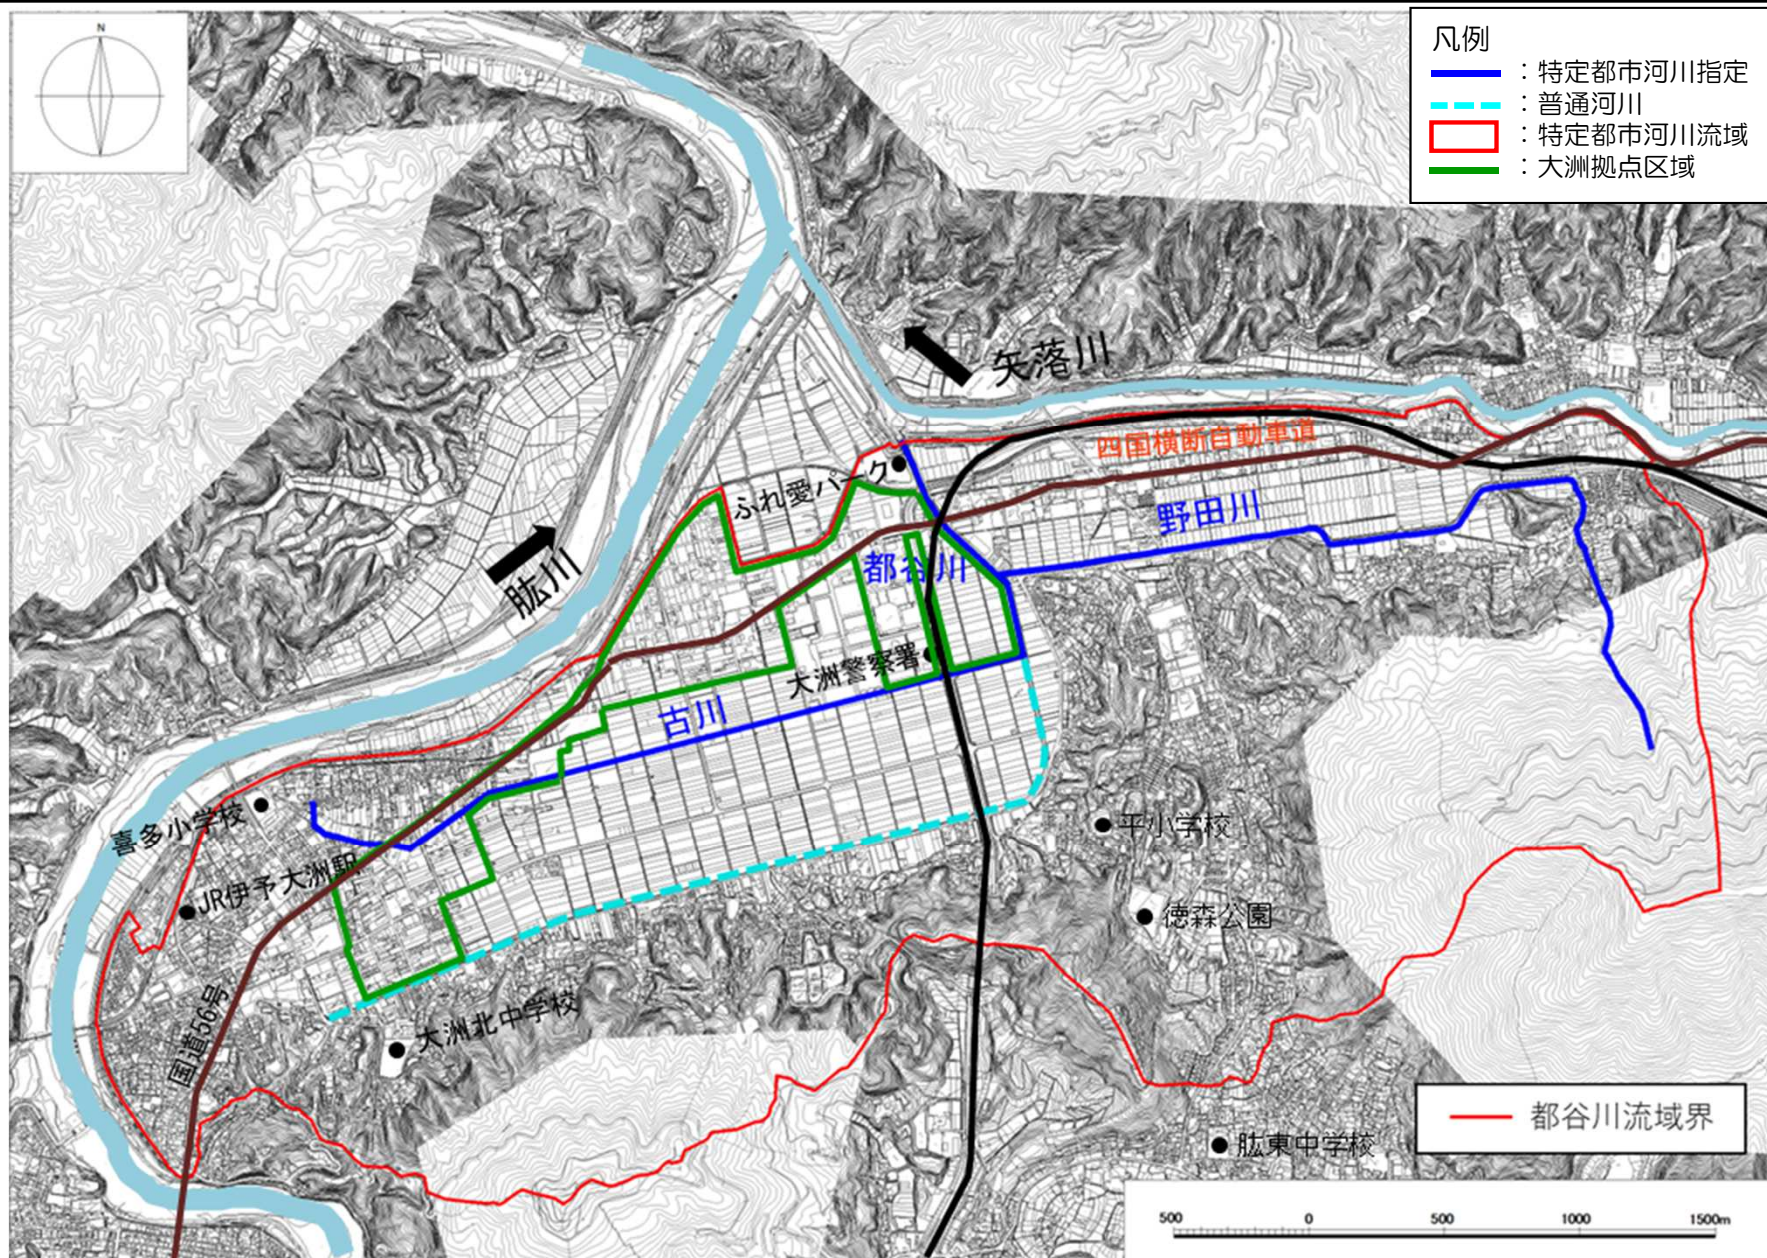 N
凡例
：特定都市河川指定
：普通河川
：特定都市河川流域
：大洲拠点区域
矢落川
四国横断自動車道
ふれ愛パーク
野田川
都谷川
肱川
大洲警察署
古川
喜多小学校
平小学校
JR伊予大洲駅
徳森公園
国道56号
大洲北中学校
都谷川流域界
肱東中学校
500 0 500 1000 1500m